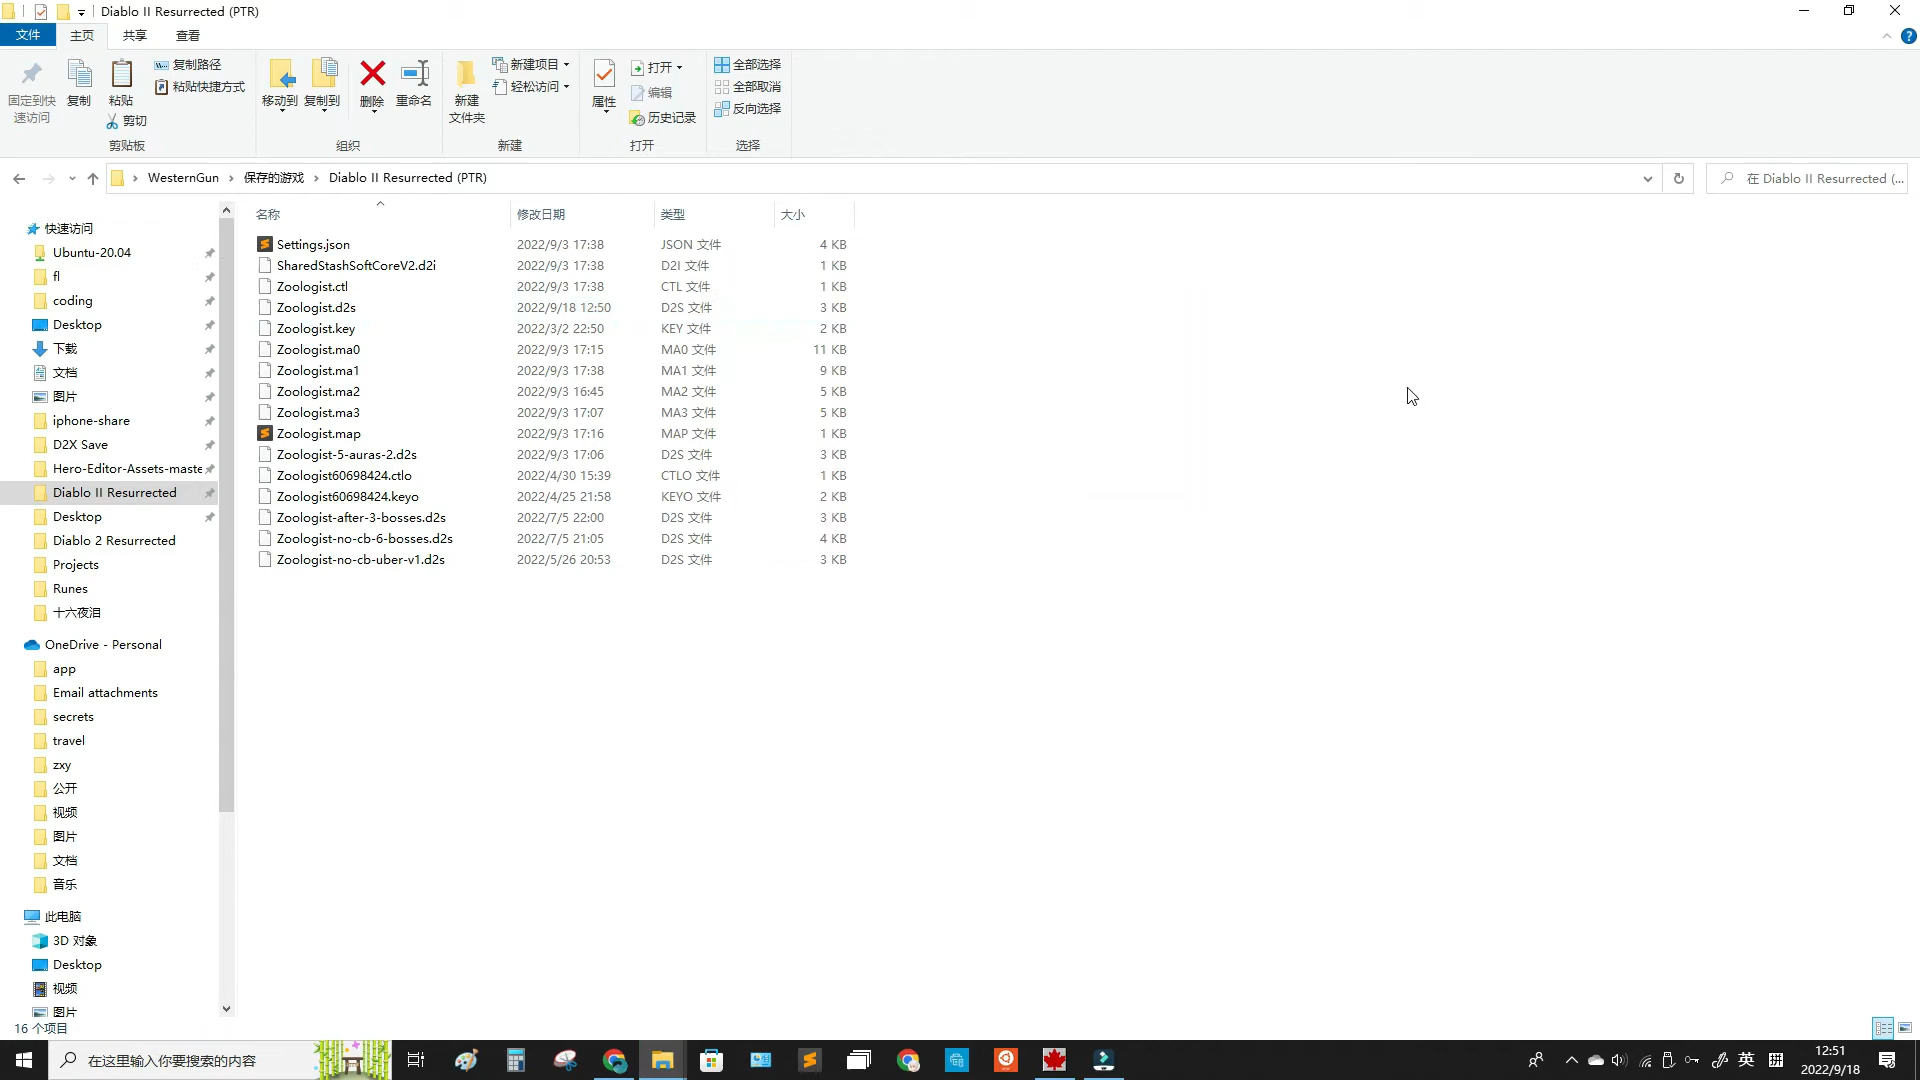 Diablo II Resurrected (PTR)
文件 主页 共享 查看
固定到快速访问
复制
粘贴
复制路径
粘贴快捷方式
剪切
剪贴板
移动到
复制到
删除
重命名
组织
新建
文件夹
新建项目
轻松访问
新建
属性
打开
编辑
历史记录
打开
全部选择
全部取消
反向选择
选择
WesternGun › 保存的游戏 › Diablo II Resurrected (PTR)
在 Diablo II Resurrected (...
快速访问
Ubuntu-20.04
fl
coding
Desktop
下载
文档
图片
iphone-share
D2X Save
Hero-Editor-Assets-maste
Diablo II Resurrected
Desktop
Diablo 2 Resurrected
Projects
Runes
十六夜泪
OneDrive - Personal
app
Email attachments
secrets
travel
zxy
公开
视频
图片
文档
音乐
此电脑
3D 对象
Desktop
视频
图片
名称 修改日期 类型 大小
Settings.json 2022/9/3 17:38 JSON 文件 4 KB
SharedStashSoftCoreV2.d2i 2022/9/3 17:38 D2I 文件 1 KB
Zoologist.ctl 2022/9/3 17:38 CTL 文件 1 KB
Zoologist.d2s 2022/9/18 12:50 D2S 文件 3 KB
Zoologist.key 2022/3/2 22:50 KEY 文件 2 KB
Zoologist.ma0 2022/9/3 17:15 MA0 文件 11 KB
Zoologist.ma1 2022/9/3 17:38 MA1 文件 9 KB
Zoologist.ma2 2022/9/3 16:45 MA2 文件 5 KB
Zoologist.ma3 2022/9/3 17:07 MA3 文件 5 KB
Zoologist.map 2022/9/3 17:16 MAP 文件 1 KB
Zoologist-5-auras-2.d2s 2022/9/3 17:06 D2S 文件 3 KB
Zoologist60698424.ctlo 2022/4/30 15:39 CTLO 文件 1 KB
Zoologist60698424.keyo 2022/4/25 21:58 KEYO 文件 2 KB
Zoologist-after-3-bosses.d2s 2022/7/5 22:00 D2S 文件 3 KB
Zoologist-no-cb-6-bosses.d2s 2022/7/5 21:05 D2S 文件 4 KB
Zoologist-no-cb-uber-v1.d2s 2022/5/26 20:53 D2S 文件 3 KB
16 个项目
在这里输入你要搜索的内容
英
拼
12:51
2022/9/18